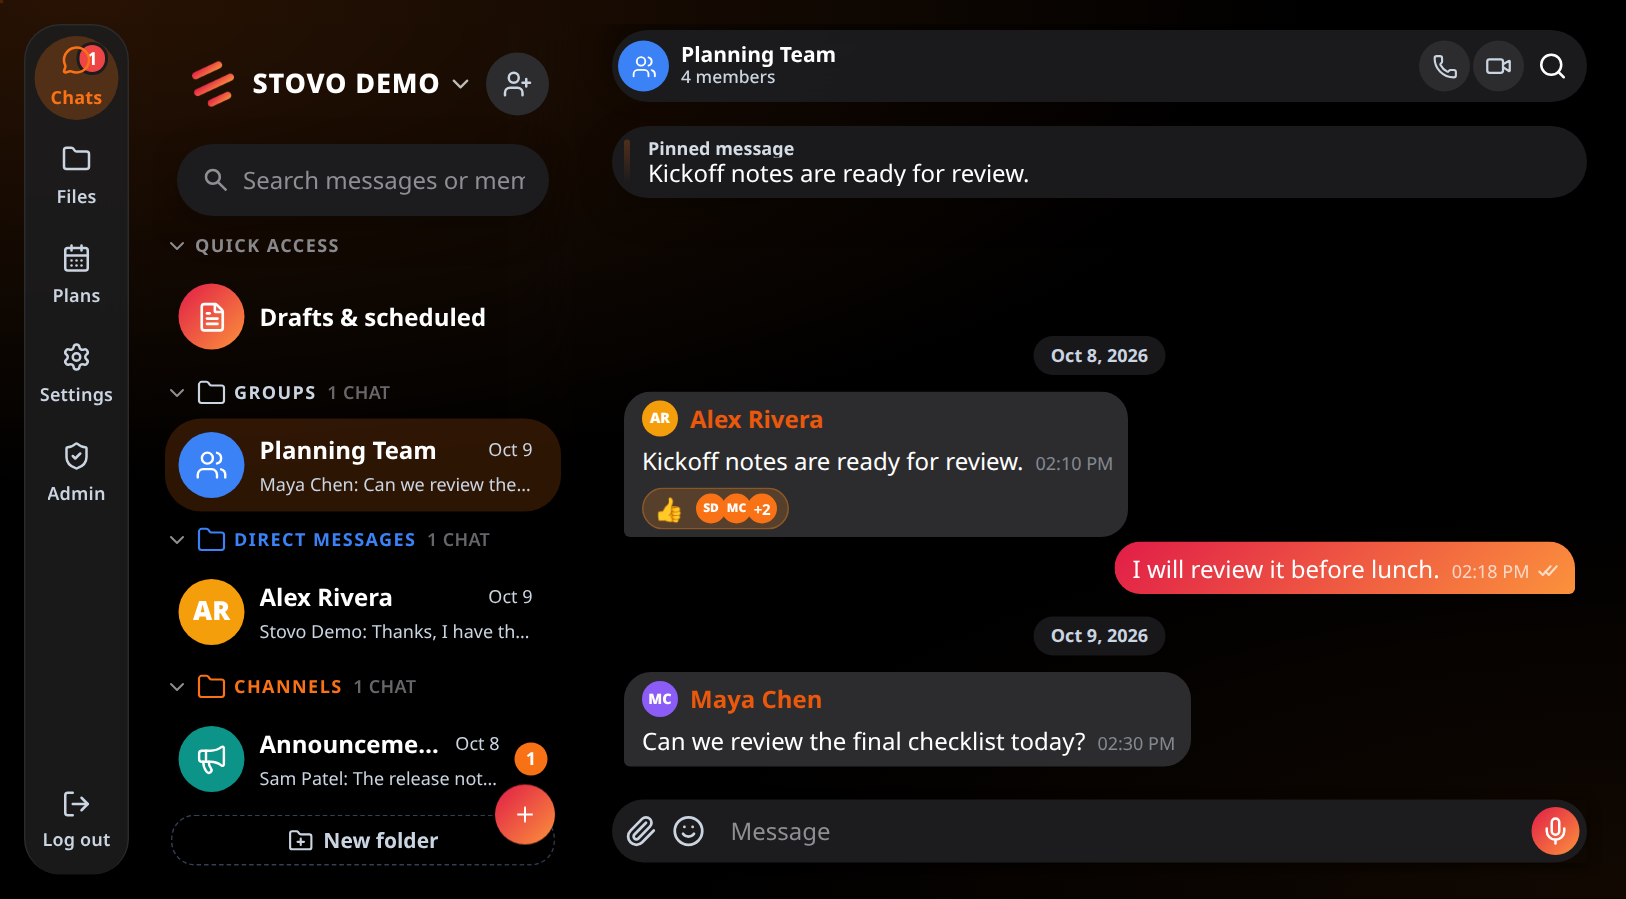 1
Chats
Files
Plans
Settings
Admin
Log out
STOVO DEMO
Search messages or mem
QUICK ACCESS
Drafts & scheduled
GROUPS 1 CHAT
Planning Team Oct 9
Maya Chen: Can we review the...
DIRECT MESSAGES 1 CHAT
AR
Alex Rivera Oct 9
Stovo Demo: Thanks, I have th...
CHANNELS 1 CHAT
Announceme... Oct 8
Sam Patel: The release not... 1
New folder
Planning Team
4 members
Pinned message
Kickoff notes are ready for review.
Oct 8, 2026
AR Alex Rivera
Kickoff notes are ready for review. 02:10 PM
👍 SD MC +2
I will review it before lunch. 02:18 PM
Oct 9, 2026
MC Maya Chen
Can we review the final checklist today? 02:30 PM
Message